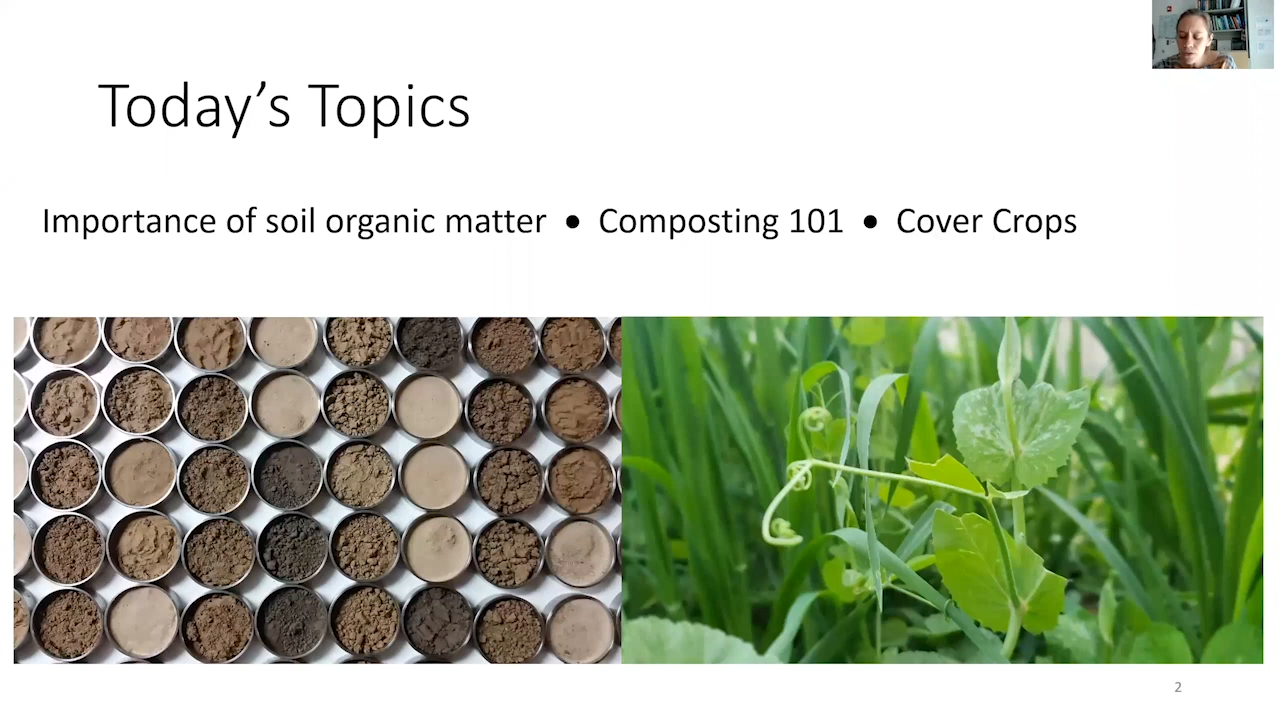 Today’s Topics
Importance of soil organic matter • Composting 101 • Cover Crops
2